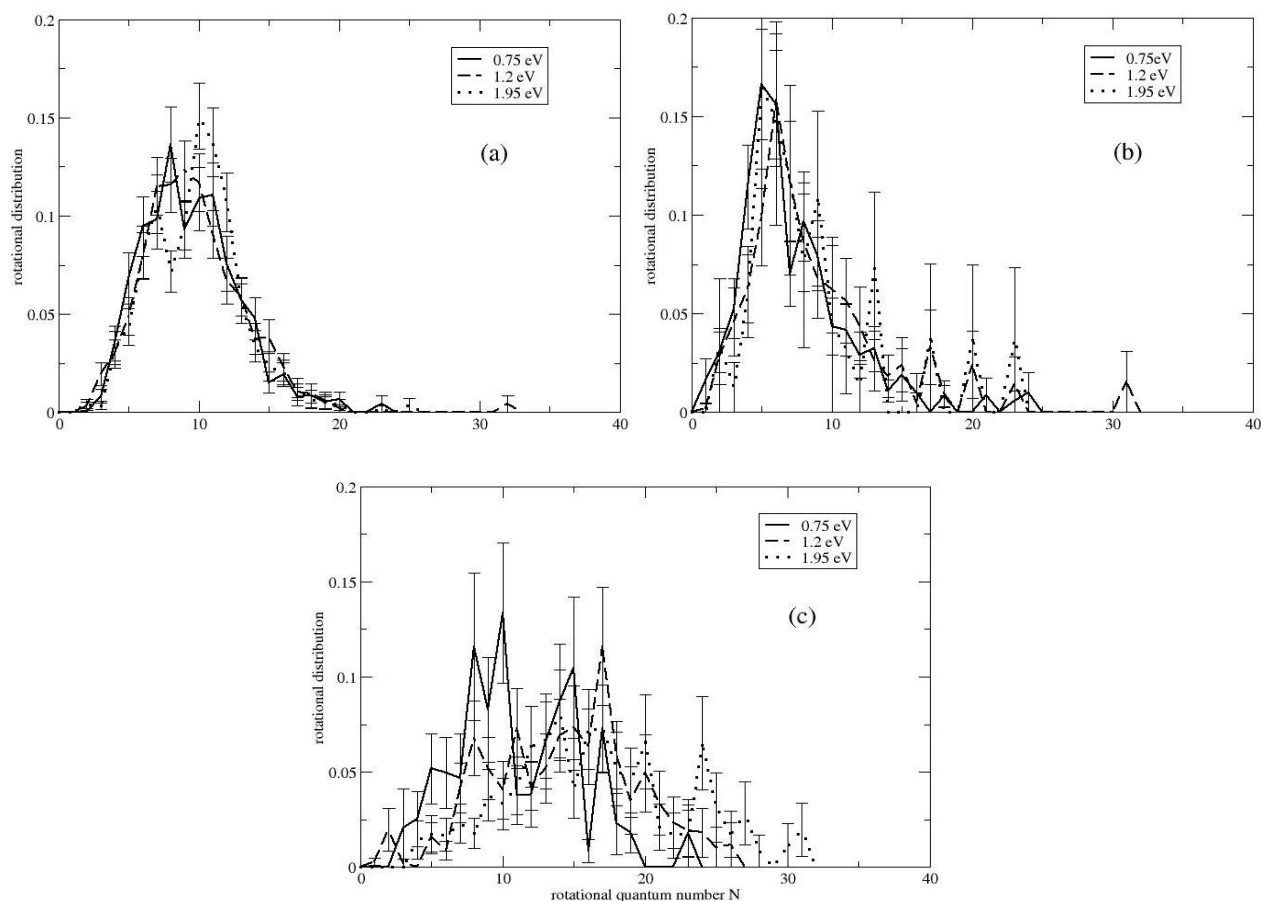 0.2
0.15
0.1
0.05
0
rotational distribution
0.75 eV
1.2 eV
1.95 eV
(a)
0 10 20 30 40
0.2
0.15
0.1
0.05
0
rotational distribution
0.75eV
1.2 eV
1.95 eV
(b)
0 10 20 30 40
0.2
0.15
0.1
0.05
0
rotational distribution
0.75 eV
1.2 eV
1.95 eV
(c)
0 10 20 30 40
rotational quantum number N